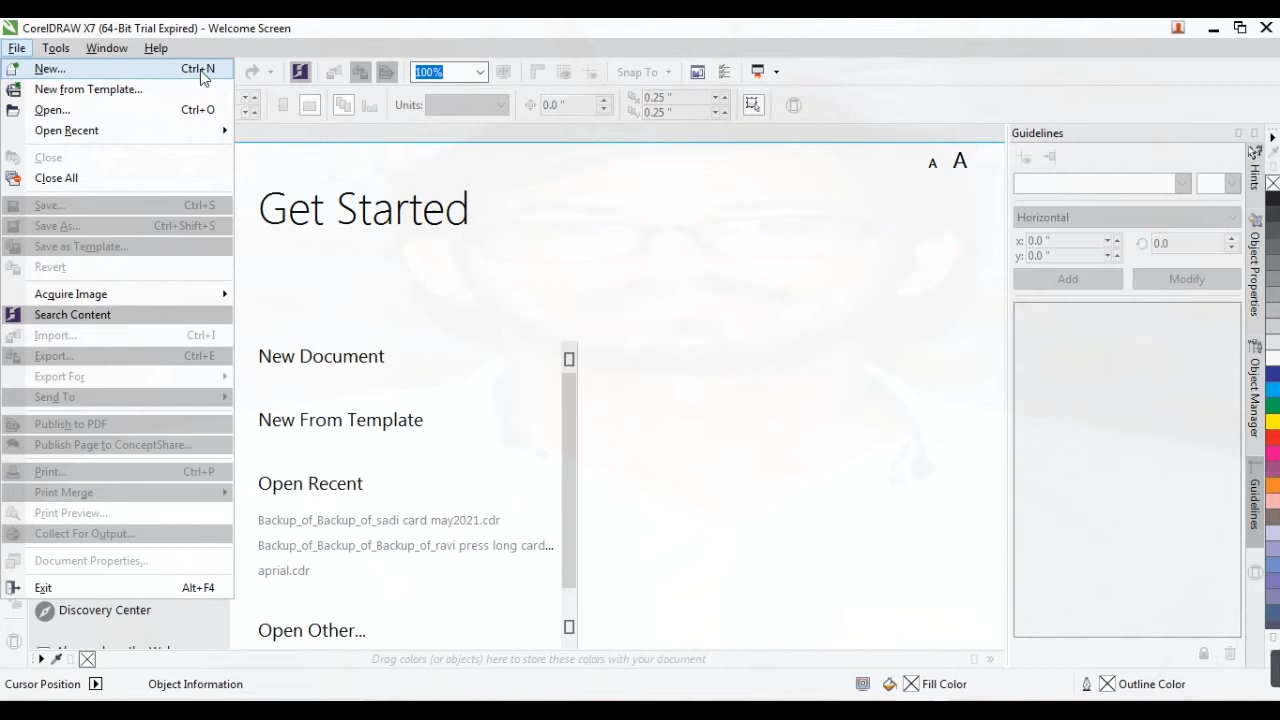 CorelDRAW X7 (64-Bit Trial Expired) - Welcome Screen
File Tools Window Help
New... Ctrl+N
New from Template...
Open... Ctrl+O
Open Recent
Close
Close All
Save... Ctrl+S
Save As... Ctrl+Shift+S
Save as Template...
Revert
Acquire Image
Search Content
Import... Ctrl+I
Export... Ctrl+E
Export For
Send To
Publish to PDF
Publish Page to ConceptShare...
Print... Ctrl+P
Print Merge
Print Preview...
Collect For Output...
Document Properties...
Exit Alt+F4
Discovery Center
100%
Snap To
Units:
0.0 "
0.25 "
0.25 "
A A
Get Started
New Document
New From Template
Open Recent
Backup_of_Backup_of_sadi card may2021.cdr
Backup_of_Backup_of_Backup_of_ravi press long card...
aprial.cdr
Open Other...
Guidelines
Horizontal
x: 0.0 "
y: 0.0 "
0.0
Add Modify
Hints
Object Properties
Object Manager
Guidelines
Drag colors (or objects) here to store these colors with your document
Cursor Position
Object Information
Fill Color
Outline Color